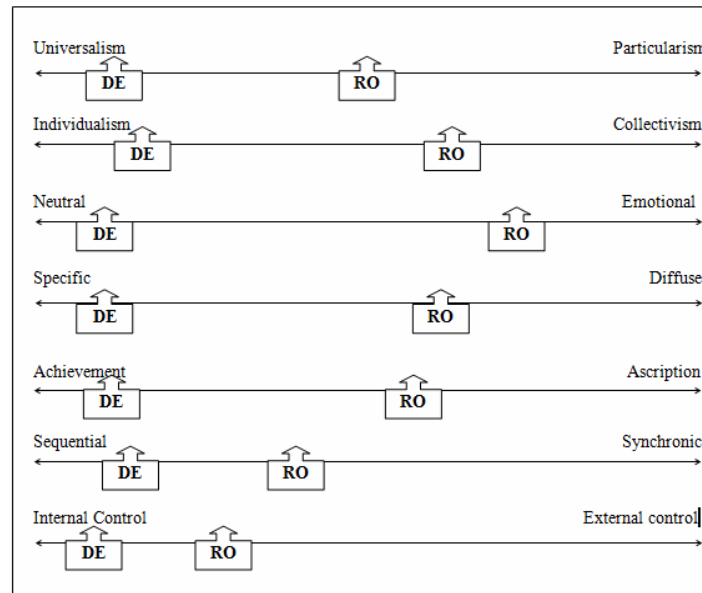 Universalism Particularism
DE RO
Individualism Collectivism
DE RO
Neutral Emotional
DE RO
Specific Diffuse
DE RO
Achievement Ascription
DE RO
Sequential Synchronic
DE RO
Internal Control External control
DE RO